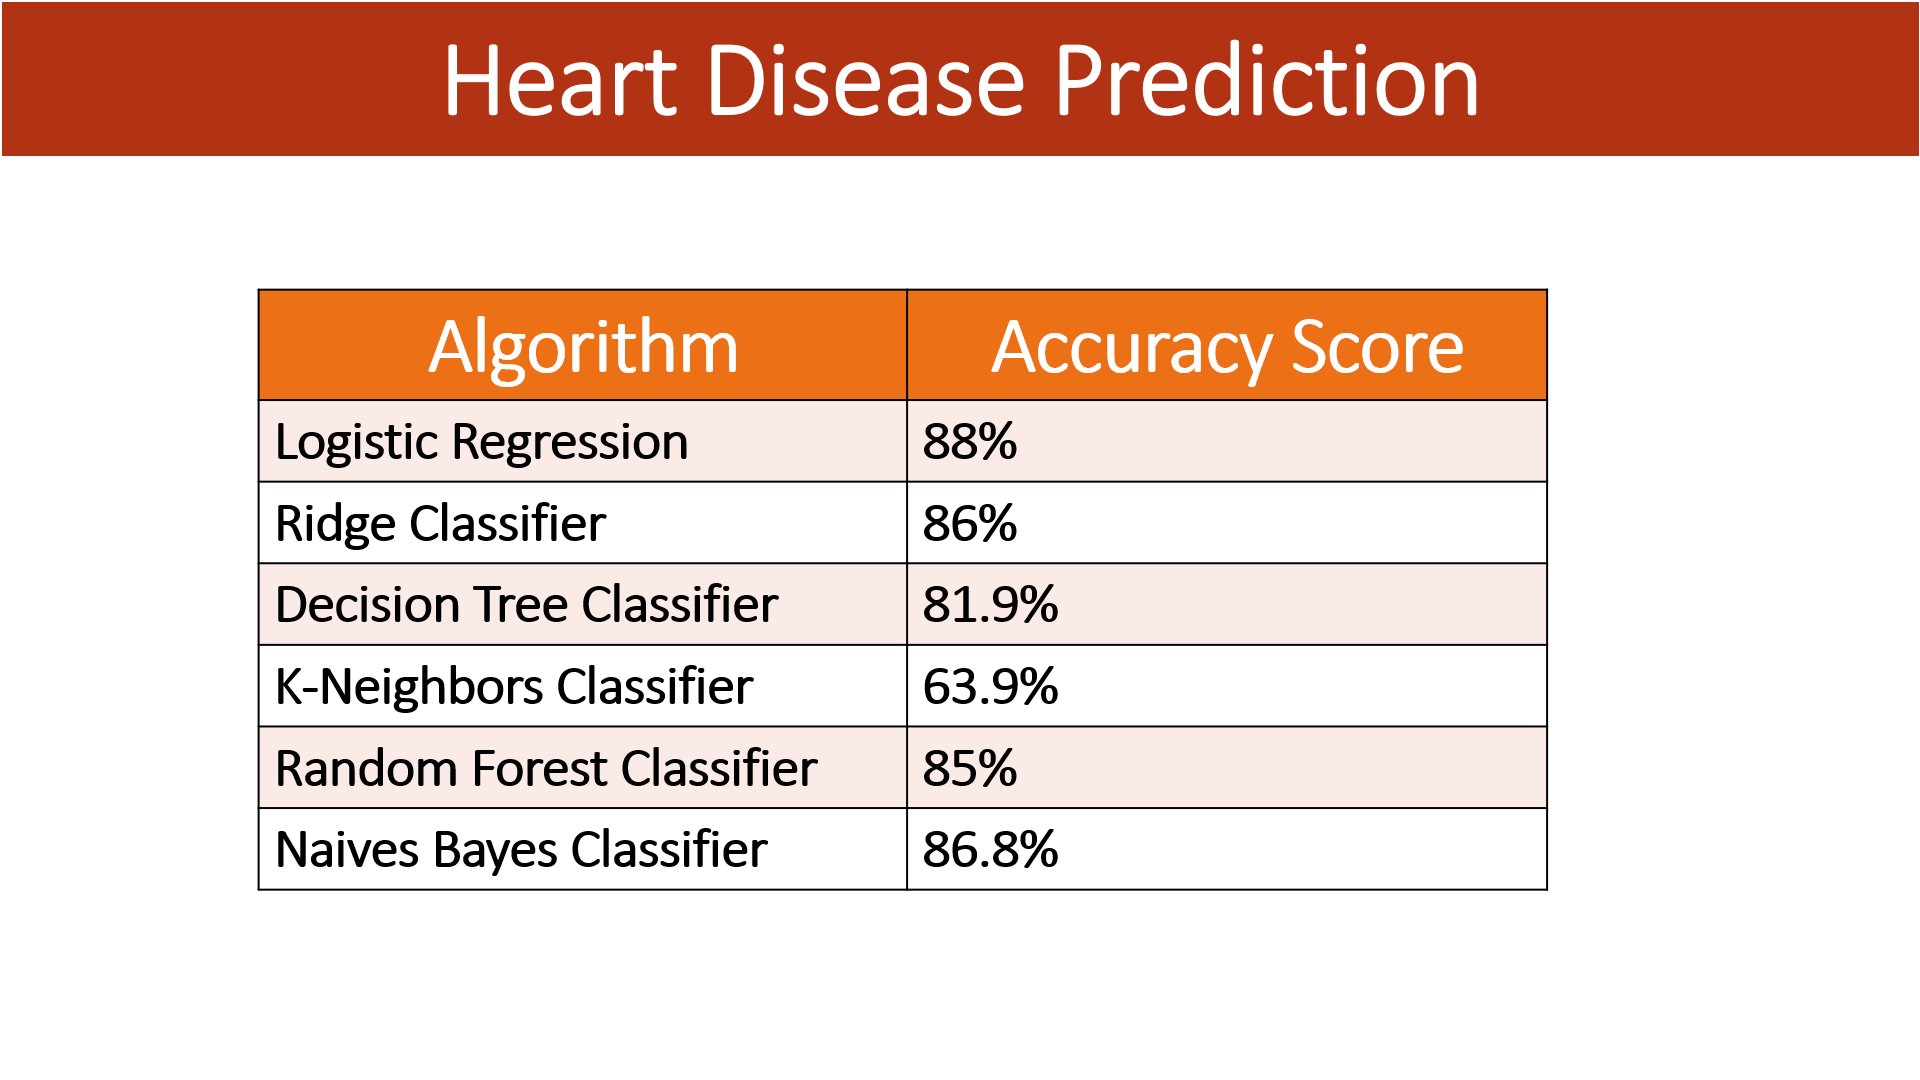 Heart Disease Prediction
Algorithm Accuracy Score
Logistic Regression 88%
Ridge Classifier 86%
Decision Tree Classifier 81.9%
K-Neighbors Classifier 63.9%
Random Forest Classifier 85%
Naives Bayes Classifier 86.8%